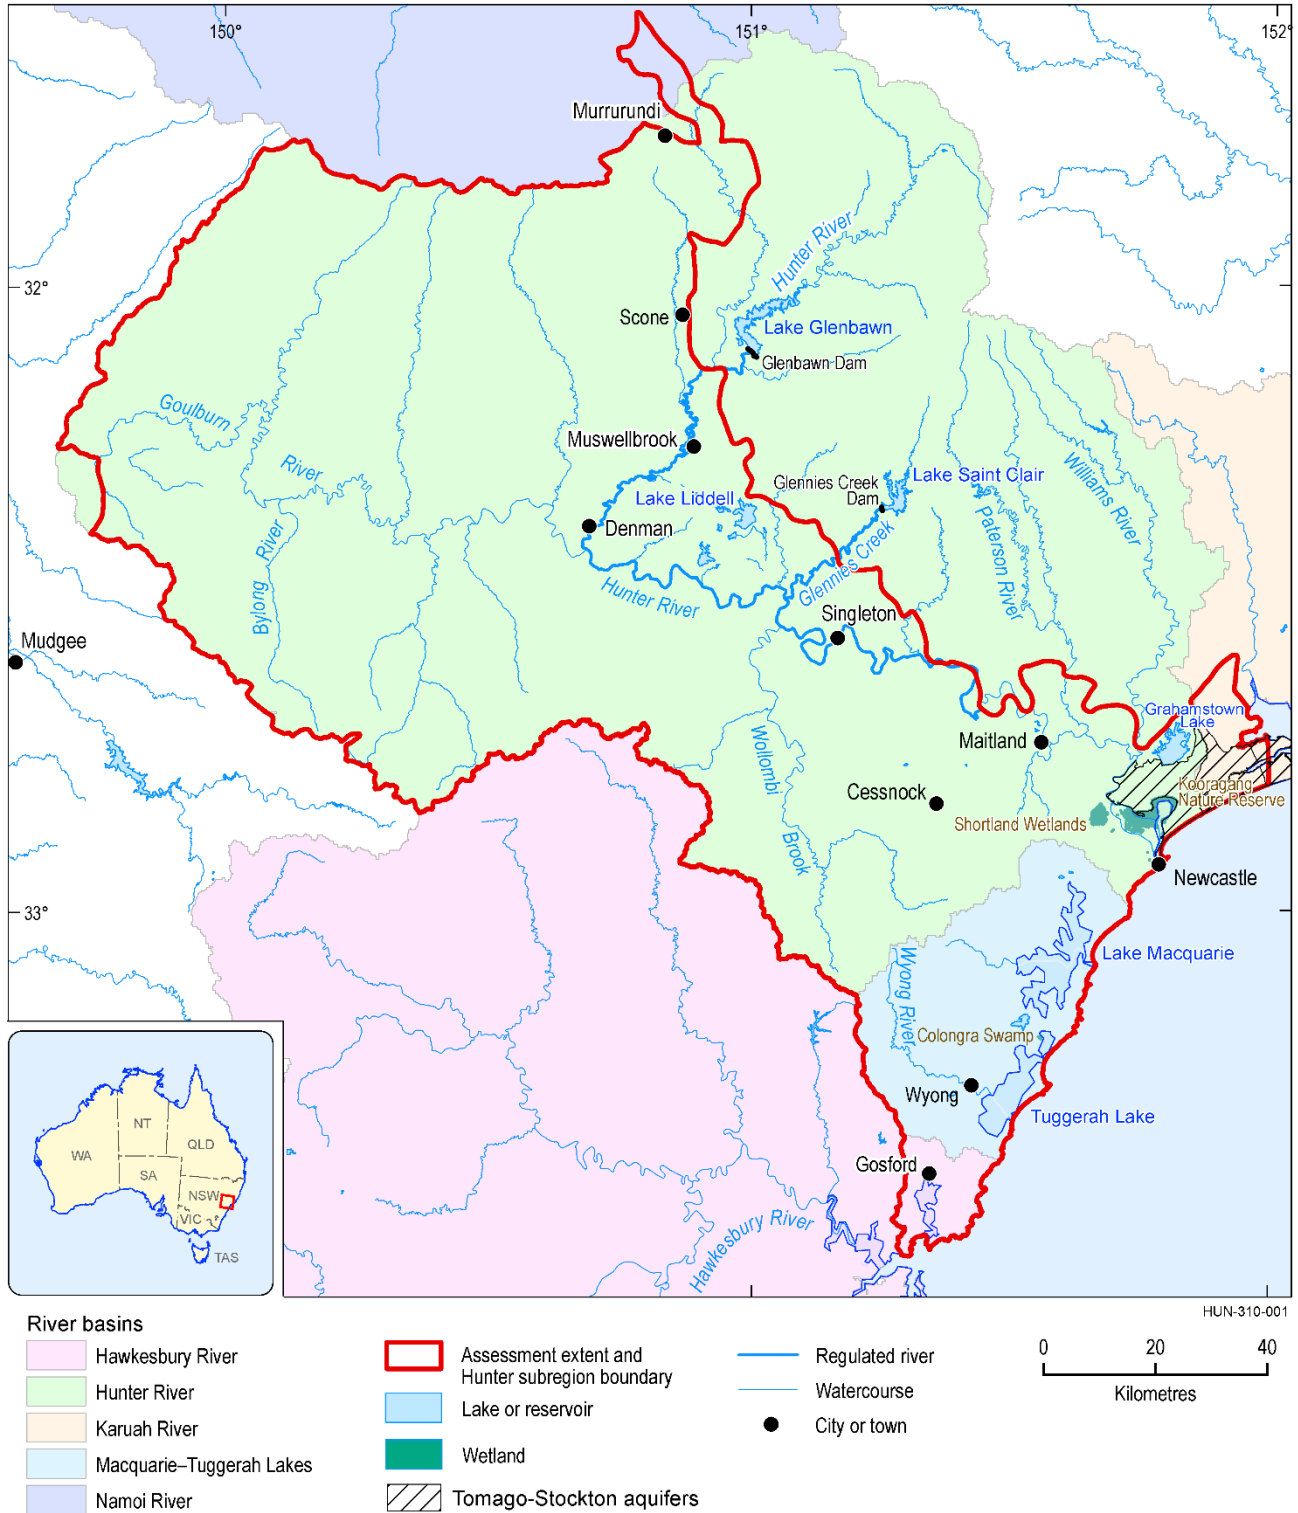 150°
151°
152°
Murrurundi
Hunter River
32°
Scone
Lake Glenbawn
Glenbawn Dam
Goulburn
River
Muswellbrook
Lake Liddell
Glennies Creek
Dam
Lake Saint Clair
Williams River
Paterson River
Denman
Bylong River
Hunter River
Glennies Creek
Singleton
Mudgee
Grahamstown
Lake
Maitland
Wollombi
Brook
Cessnock
Kooragang
Nature Reserve
Shortland Wetlands
Newcastle
33°
Lake Macquarie
Wyong River
Colongra Swamp
Wyong
Tuggerah Lake
Gosford
Hawkesbury River
NT
WA
QLD
SA
NSW
VIC
TAS
HUN-310-001
River basins
Hawkesbury River
Hunter River
Karuah River
Macquarie–Tuggerah Lakes
Namoi River
Assessment extent and
Hunter subregion boundary
Lake or reservoir
Wetland
Tomago-Stockton aquifers
Regulated river
Watercourse
City or town
0 20 40
Kilometres